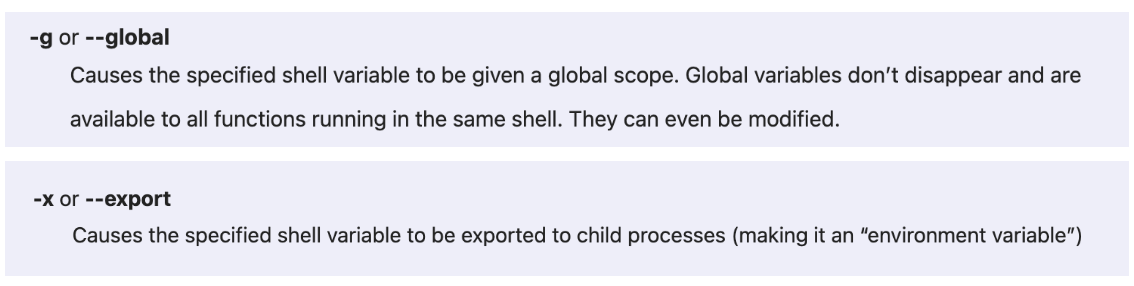 -g or --global
Causes the specified shell variable to be given a global scope. Global variables don’t disappear and are
available to all functions running in the same shell. They can even be modified.
-x or --export
Causes the specified shell variable to be exported to child processes (making it an “environment variable”)